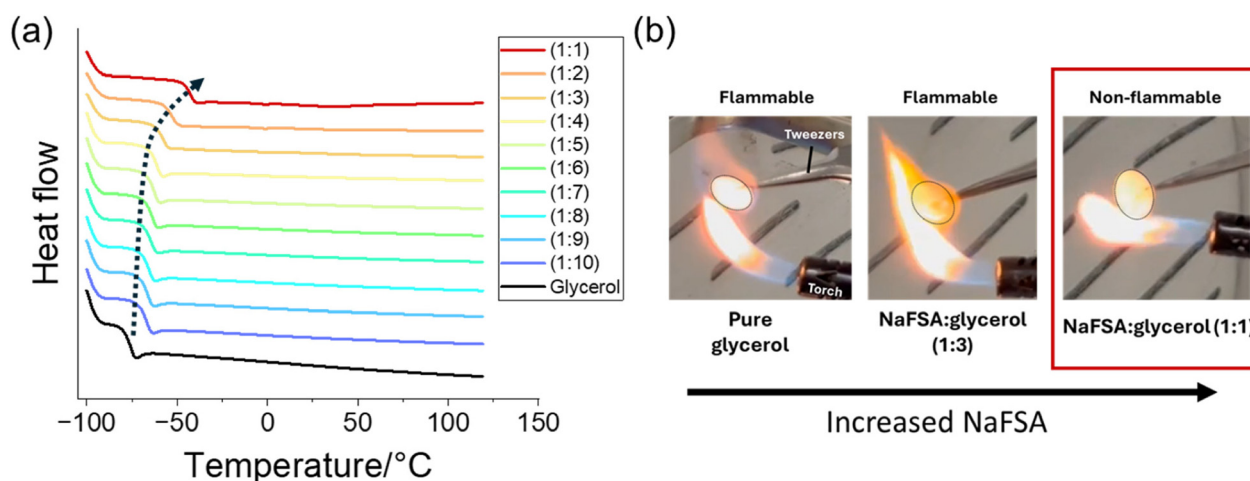 (a)
Heat flow
(1:1)
(1:2)
(1:3)
(1:4)
(1:5)
(1:6)
(1:7)
(1:8)
(1:9)
(1:10)
Glycerol
−100
−50
0
50
100
150
Temperature/°C
(b)
Flammable
Flammable
Non-flammable
Tweezers
Torch
Pure
glycerol
NaFSA:glycerol
(1:3)
NaFSA:glycerol (1:1)
Increased NaFSA